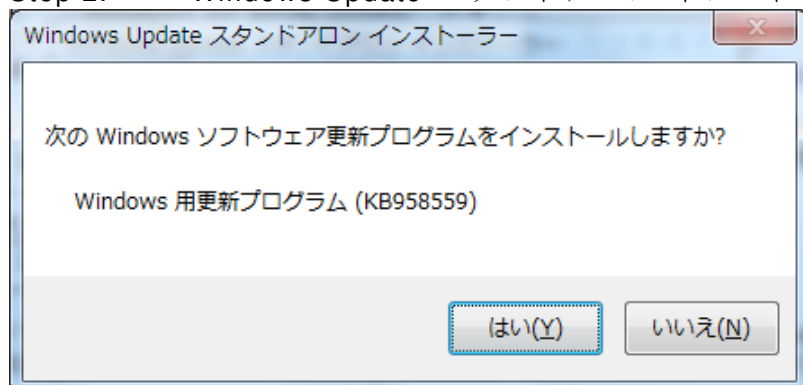 Windows Update
Windows Update スタンドアロン インストーラー
次の Windows ソフトウェア更新プログラムをインストールしますか?
Windows 用更新プログラム (KB958559)
はい(Y)
いいえ(N)